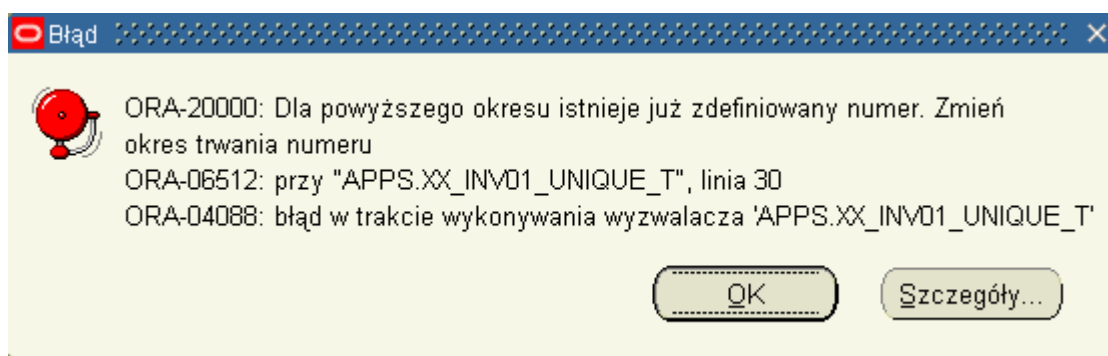 Błąd
ORA-20000: Dla powyższego okresu istnieje już zdefiniowany numer. Zmień
okres trwania numeru
ORA-06512: przy "APPS.XX_INV01_UNIQUE_T", linia 30
ORA-04088: błąd w trakcie wykonywania wyzwalacza 'APPS.XX_INV01_UNIQUE_T'
OK
Szczegóły...